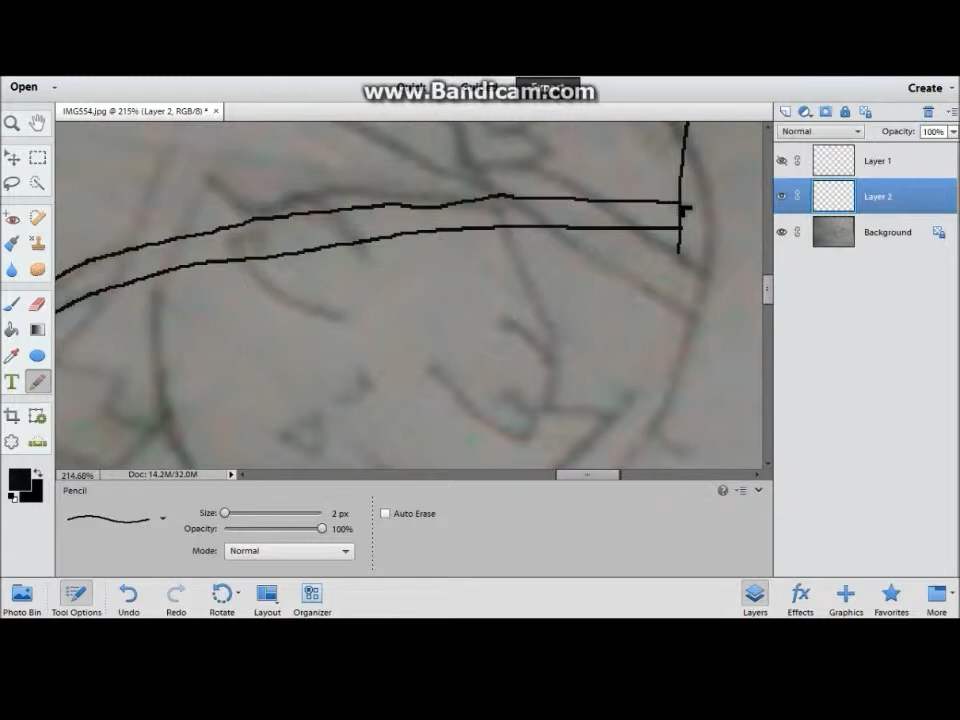 www.Bandicam.com
Open
Create
IMG554.jpg @ 215% (Layer 2, RGB/8) * ×
Normal
Opacity: 100%
Layer 1
Layer 2
Background
T
214.68%
Doc: 14.2M/32.0M
Pencil
Size:
2 px
Auto Erase
Opacity:
100%
Mode:
Normal
Photo Bin
Tool Options
Undo
Redo
Rotate
Layout
Organizer
Layers
fx
Effects
Graphics
Favorites
More